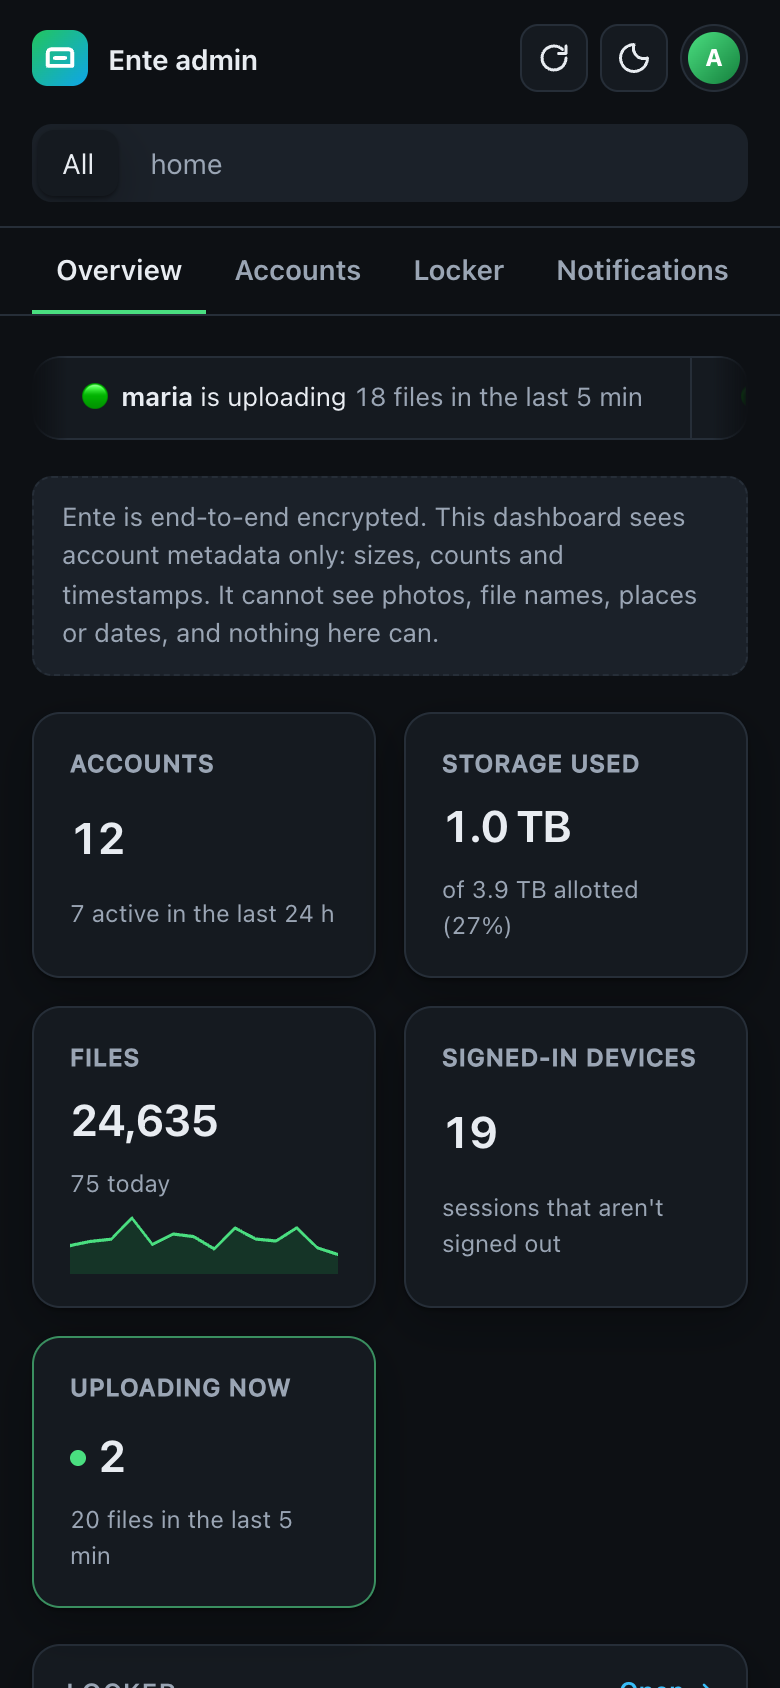 Ente admin
A
All home
Overview Accounts Locker Notifications
maria is uploading 18 files in the last 5 min
Ente is end-to-end encrypted. This dashboard sees
account metadata only: sizes, counts and
timestamps. It cannot see photos, file names, places
or dates, and nothing here can.
ACCOUNTS
12
7 active in the last 24 h
STORAGE USED
1.0 TB
of 3.9 TB allotted
(27%)
FILES
24,635
75 today
SIGNED-IN DEVICES
19
sessions that aren't
signed out
UPLOADING NOW
2
20 files in the last 5
min
LOCKER
Open